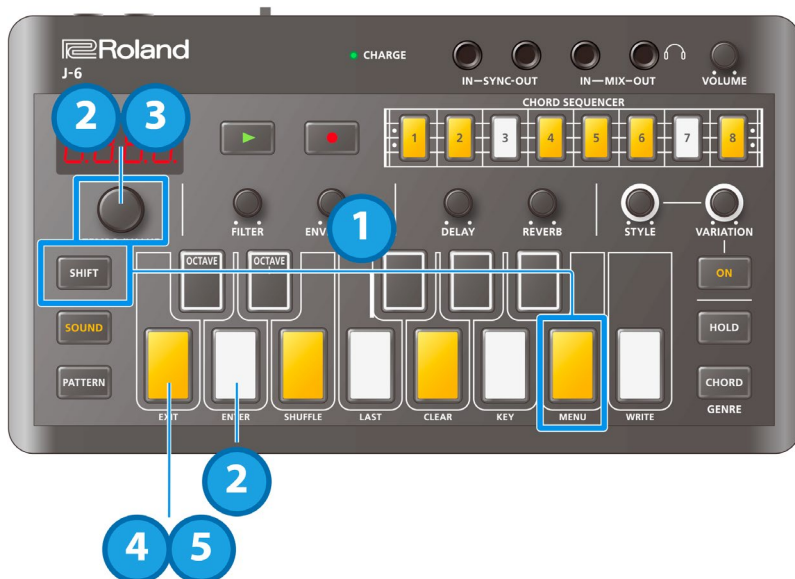 Roland
J-6
CHARGE
IN–SYNC-OUT
IN–MIX–OUT
VOLUME
CHORD SEQUENCER
1 2 3 4 5 6 7 8
2 3
FILTER
DELAY
REVERB
STYLE
VARIATION
1
SHIFT
OCTAVE
OCTAVE
ON
SOUND
HOLD
PATTERN
CHORD
GENRE
EXIT
ENTER
SHUFFLE
LAST
CLEAR
KEY
MENU
WRITE
2
4 5